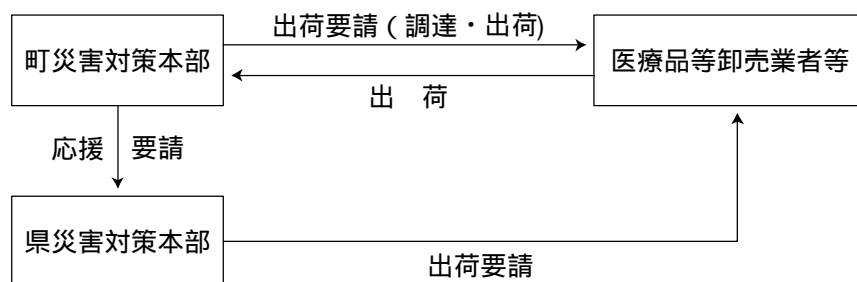 出荷要請(調達・出荷)
町災害対策本部
医療品等卸売業者等
出 荷
応援 要請
県災害対策本部
出荷要請